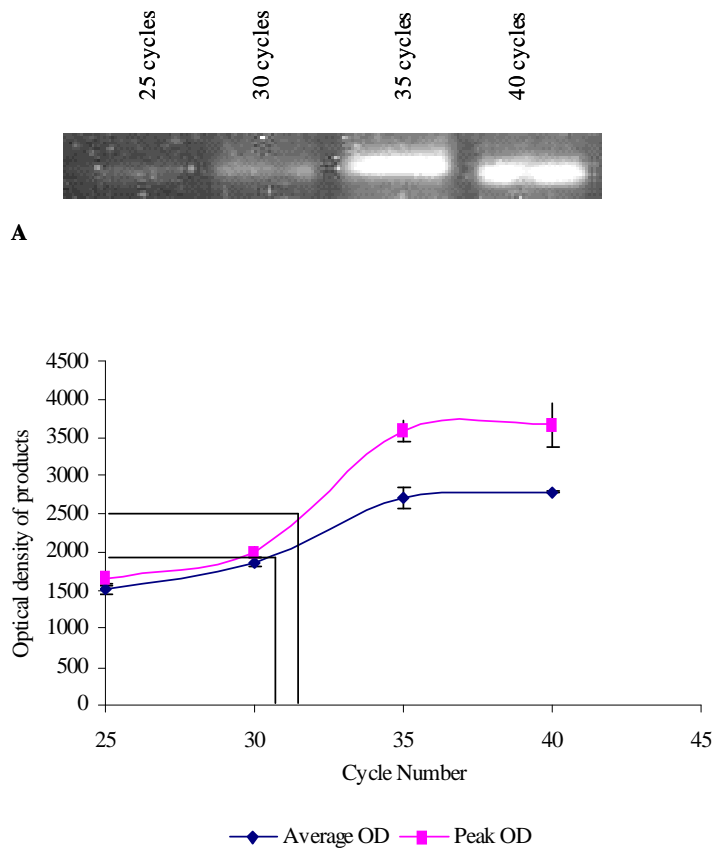 25 cycles
30 cycles
35 cycles
40 cycles
A
4500
4000
3500
3000
2500
2000
1500
1000
500
0
Optical density of products
25
30
35
40
45
Cycle Number
Average OD
Peak OD